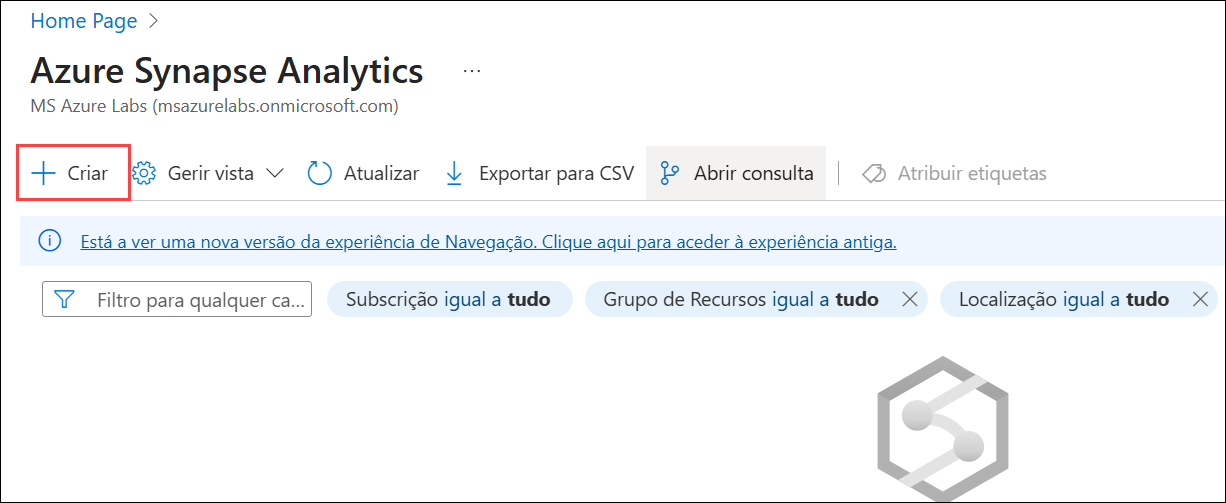 Home Page >
Azure Synapse Analytics ...
MS Azure Labs (msazurelabs.onmicrosoft.com)
Criar Gerir vista Atualizar Exportar para CSV Abrir consulta Atribuir etiquetas
Está a ver uma nova versão da experiência de Navegação. Clique aqui para aceder à experiência antiga.
Filtro para qualquer ca... Subscrição igual a tudo Grupo de Recursos igual a tudo Localização igual a tudo